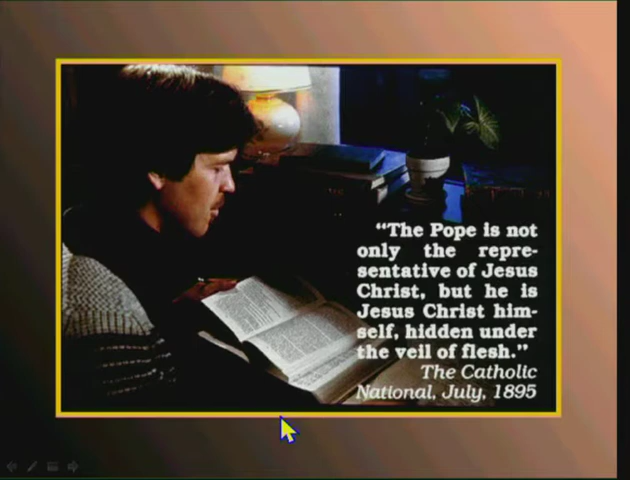 “The Pope is not
only the repre-
sentative of Jesus
Christ, but he is
Jesus Christ him-
self, hidden under
the veil of flesh.”
The Catholic
National, July, 1895